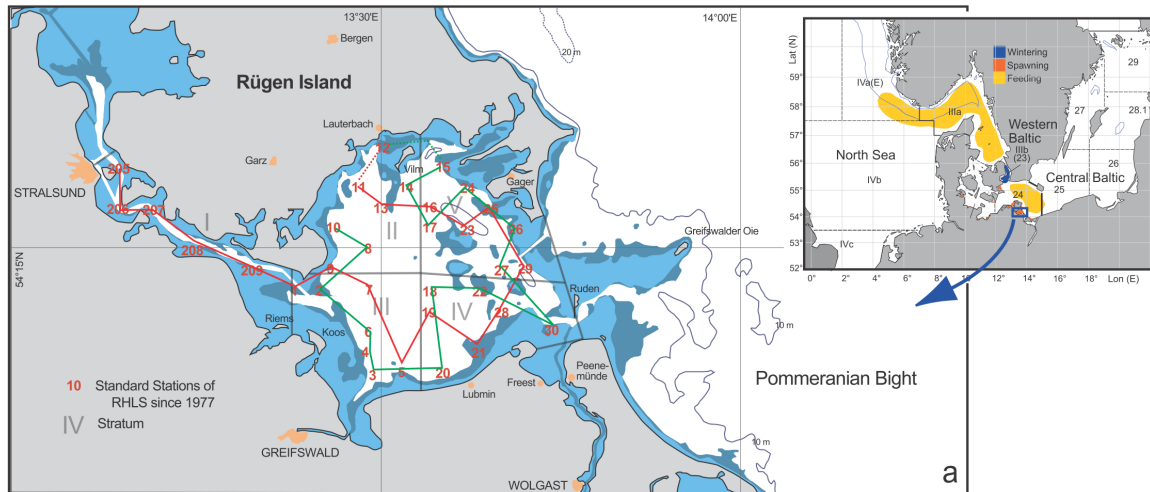 13°30'E
14°00'E
54°15'N
Bergen
20 m
Rügen Island
Lauterbach
Garz
STRALSUND
Vilm
Gager
205
206
207
208
209
I
12
11
13
14
15
16
17
24
V
23
25
26
II
10
8
9
2
7
27
29
Greifswalder Oie
18
22
III
19
IV
28
Ruden
30
Riems
Koos
6
4
3
5
20
21
10 m
Lubmin
Freest
Peene-
münde
Pommeranian Bight
10 Standard Stations of
RHLS since 1977
IV Stratum
GREIFSWALD
10 m
WOLGAST
a
Lat (N)
59°
58°
57°
56°
55°
54°
53°
52°
Wintering
Spawning
Feeding
IVa(E)
IIIa
29
27
28.1
Western
Baltic
IIIb
(23)
North Sea
IVb
26
Central Baltic
25
24
IVc
0° 2° 4° 6° 8° 10° 12° 14° 16° 18° Lon (E)